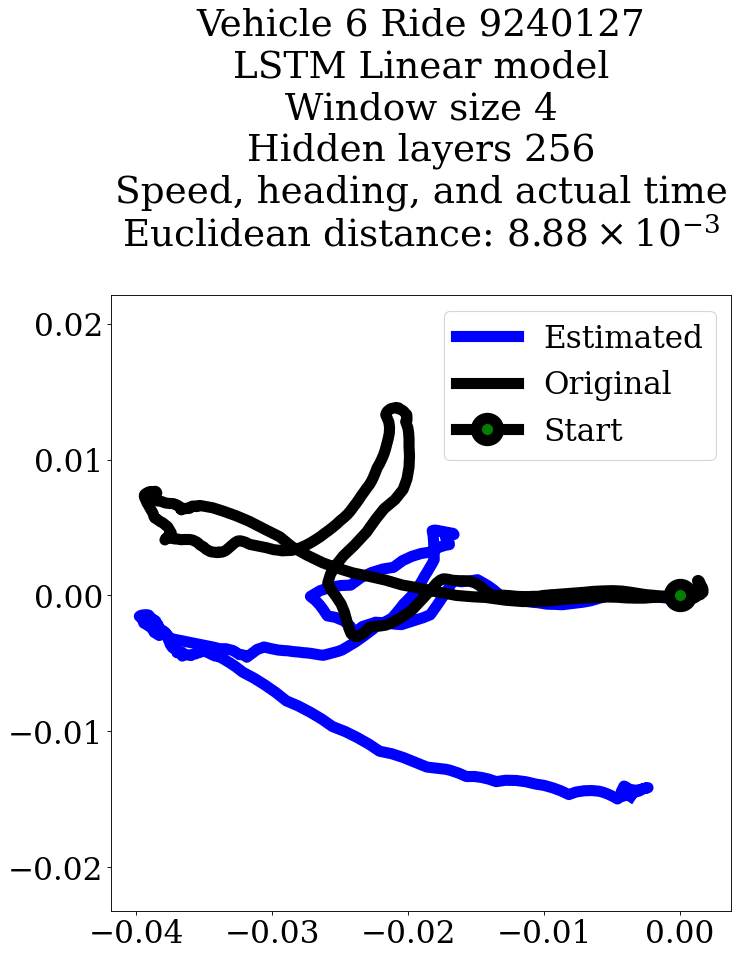 Vehicle 6 Ride 9240127
LSTM Linear model
Window size 4
Hidden layers 256
Speed, heading, and actual time
Euclidean distance: 8.88 × 10⁻³
Estimated
Original
Start
0.02
0.01
0.00
−0.01
−0.02
−0.04 −0.03 −0.02 −0.01 0.00